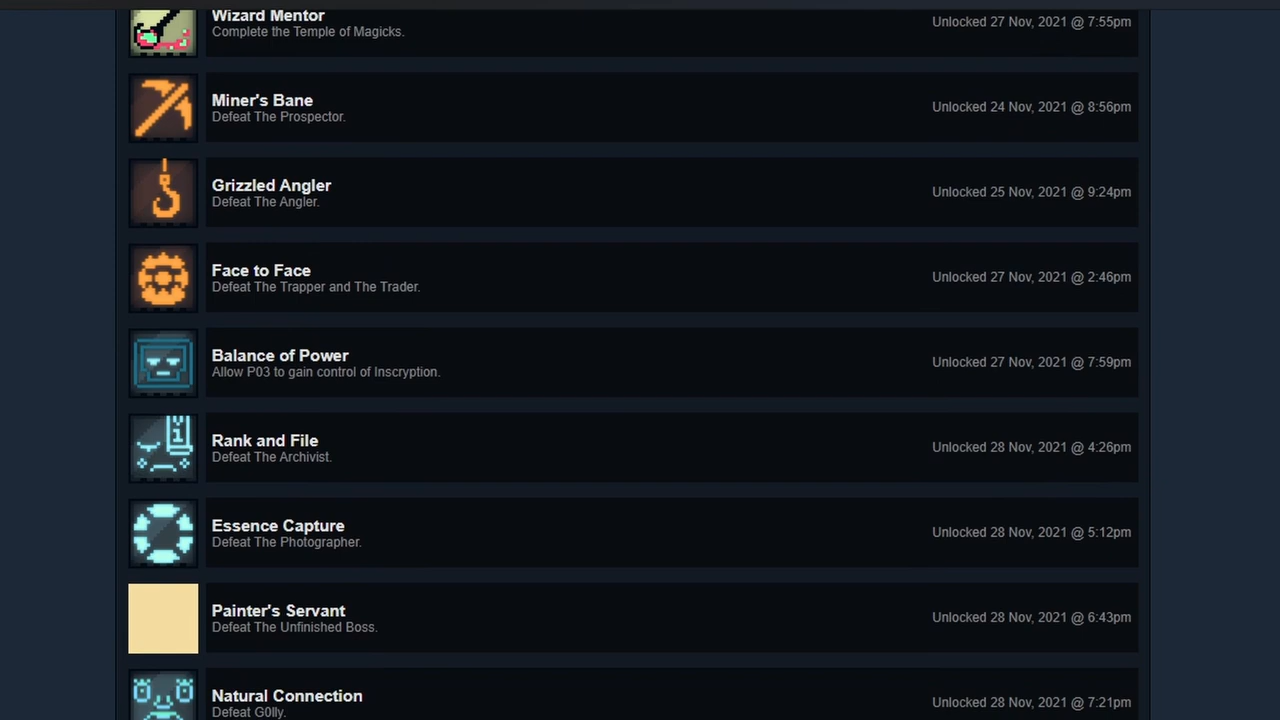 Wizard Mentor
Complete the Temple of Magicks.
Unlocked 27 Nov, 2021 @ 7:55pm
Miner's Bane
Defeat The Prospector.
Unlocked 24 Nov, 2021 @ 8:56pm
Grizzled Angler
Defeat The Angler.
Unlocked 25 Nov, 2021 @ 9:24pm
Face to Face
Defeat The Trapper and The Trader.
Unlocked 27 Nov, 2021 @ 2:46pm
Balance of Power
Allow P03 to gain control of Inscryption.
Unlocked 27 Nov, 2021 @ 7:59pm
Rank and File
Defeat The Archivist.
Unlocked 28 Nov, 2021 @ 4:26pm
Essence Capture
Defeat The Photographer.
Unlocked 28 Nov, 2021 @ 5:12pm
Painter's Servant
Defeat The Unfinished Boss.
Unlocked 28 Nov, 2021 @ 6:43pm
Natural Connection
Defeat G0lly.
Unlocked 28 Nov, 2021 @ 7:21pm